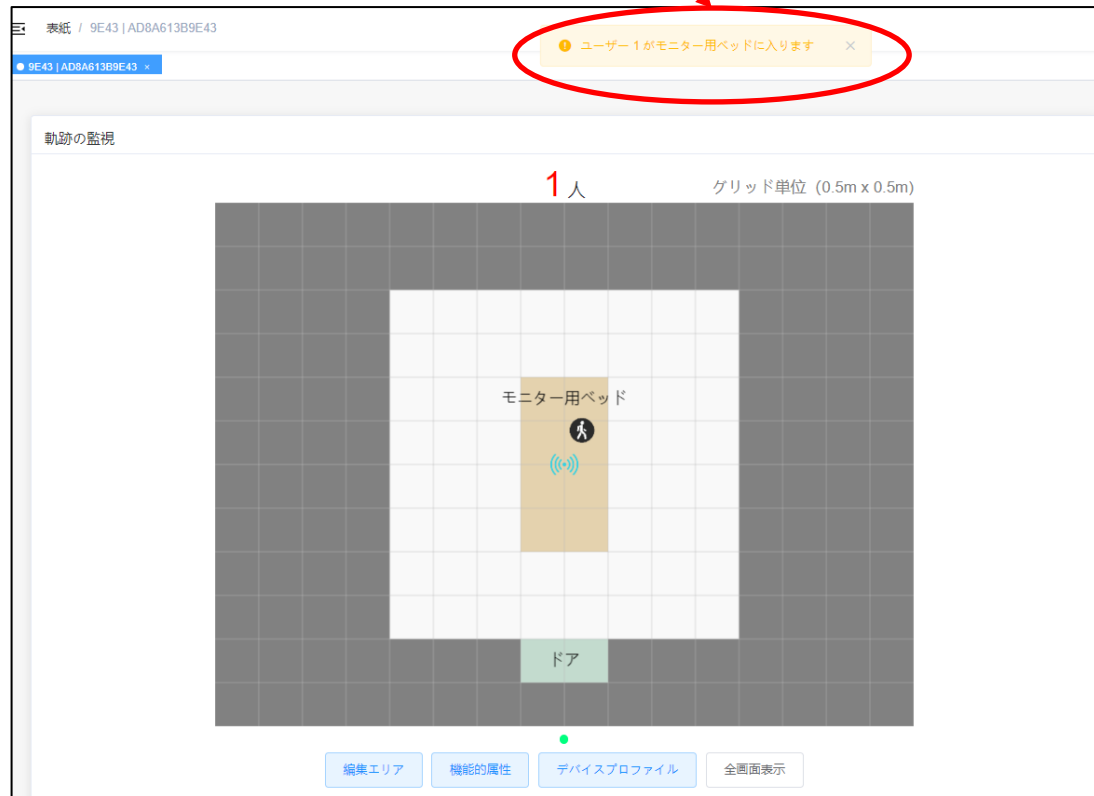 表紙 / 9E43 | AD8A613B9E43
ユーザー 1 がモニター用ベッドに入ります ×
9E43 | AD8A613B9E43 ×
軌跡の監視
1 人
グリッド単位 (0.5m x 0.5m)
モニター用ベッド
ドア
編集エリア
機能的属性
デバイスプロファイル
全画面表示